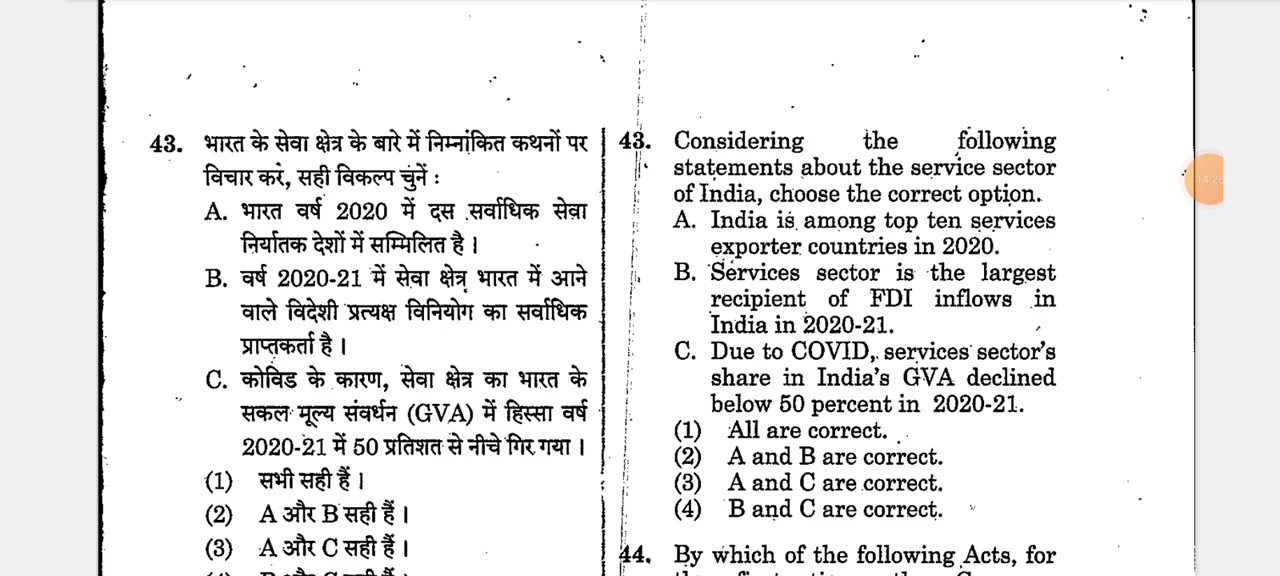 43. भारत के सेवा क्षेत्र के बारे में निम्नांकित कथनों पर
विचार करे, सही विकल्प चुनें :
A. भारत वर्ष 2020 में दस सर्वाधिक सेवा
निर्यातक देशों में सम्मिलित है ।
B. वर्ष 2020-21 में सेवा क्षेत्र भारत में आने
वाले विदेशी प्रत्यक्ष विनियोग का सर्वाधिक
प्राप्तकर्ता है ।
C. कोविड के कारण, सेवा क्षेत्र का भारत के
सकल मूल्य संवर्धन (GVA) में हिस्सा वर्ष
2020-21 में 50 प्रतिशत से नीचे गिर गया ।
(1) सभी सही हैं ।
(2) A और B सही हैं ।
(3) A और C सही हैं ।
43. Considering the following
statements about the service sector
of India, choose the correct option.
A. India is among top ten services
exporter countries in 2020.
B. Services sector is the largest
recipient of FDI inflows in
India in 2020-21.
C. Due to COVID, services sector's
share in India's GVA declined
below 50 percent in 2020-21.
(1) All are correct.
(2) A and B are correct.
(3) A and C are correct.
(4) B and C are correct.
44. By which of the following Acts, for
14:26